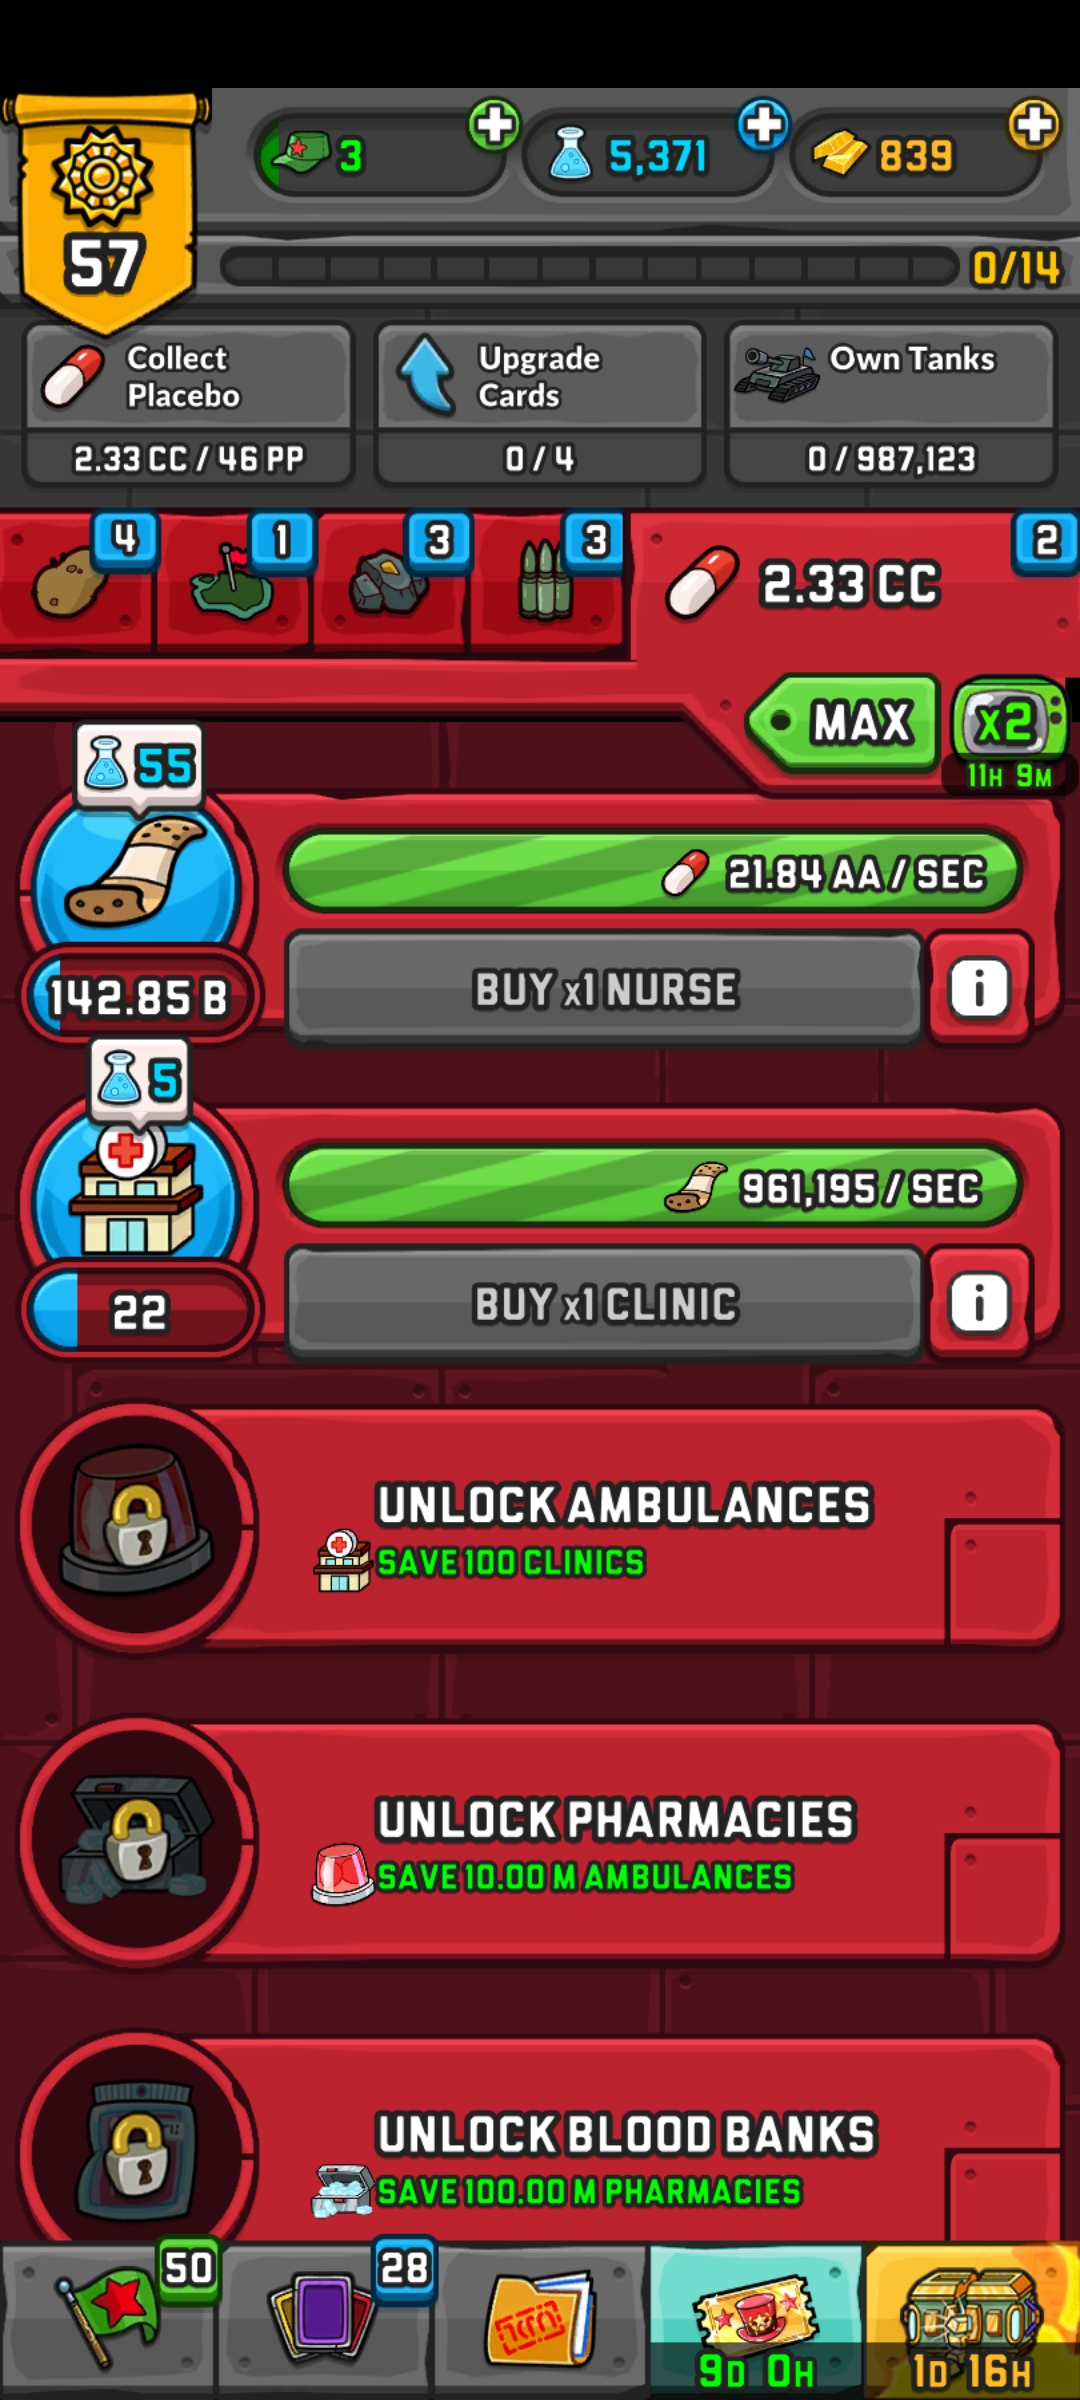 57
3
5,371
839
0/14
Collect
Placebo
2.33 CC / 46 PP
Upgrade
Cards
0 / 4
Own Tanks
0 / 987,123
4
1
3
3
2
2.33 CC
MAX
x2
11H 9M
55
21.84 AA / SEC
142.85 B
BUY x1 NURSE
i
5
961,195 / SEC
22
BUY x1 CLINIC
i
UNLOCK AMBULANCES
SAVE 100 CLINICS
UNLOCK PHARMACIES
SAVE 10.00 M AMBULANCES
UNLOCK BLOOD BANKS
SAVE 100.00 M PHARMACIES
50
28
9D 0H
1D 16H